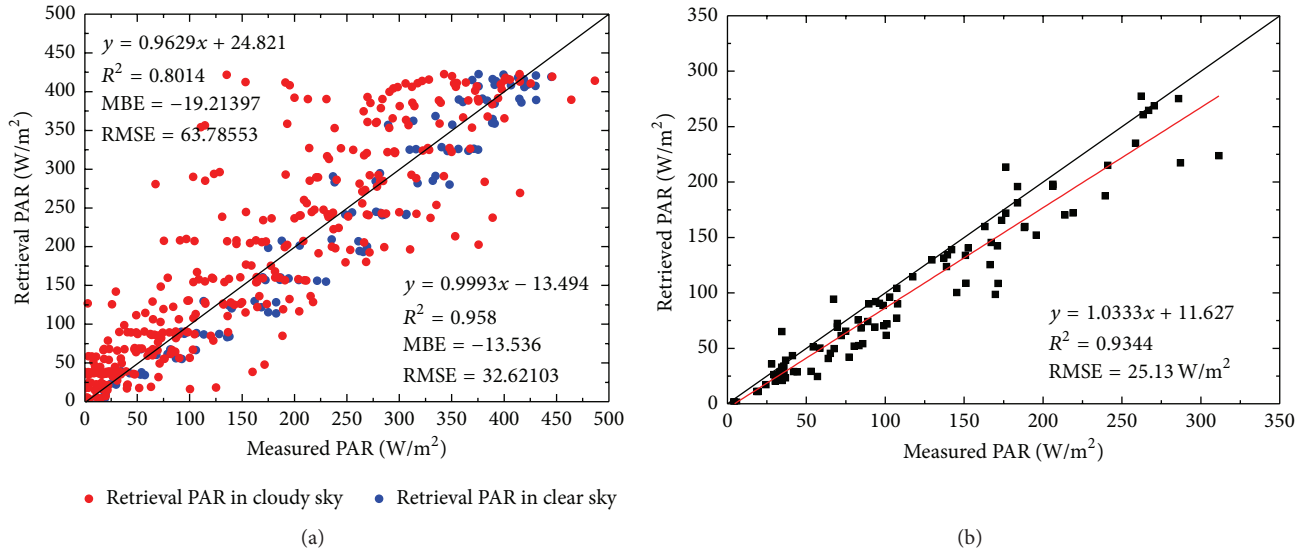 500
450
400
350
300
250
200
150
100
50
0
Retrieval PAR (W/m²)
y = 0.9629x + 24.821
R² = 0.8014
MBE = −19.21397
RMSE = 63.78553
y = 0.9993x − 13.494
R² = 0.958
MBE = −13.536
RMSE = 32.62103
0 50 100 150 200 250 300 350 400 450 500
Measured PAR (W/m²)
Retrieval PAR in cloudy sky
Retrieval PAR in clear sky
(a)
350
300
250
200
150
100
50
0
Retrieved PAR (W/m²)
y = 1.0333x + 11.627
R² = 0.9344
RMSE = 25.13 W/m²
0 50 100 150 200 250 300 350
Measured PAR (W/m²)
(b)